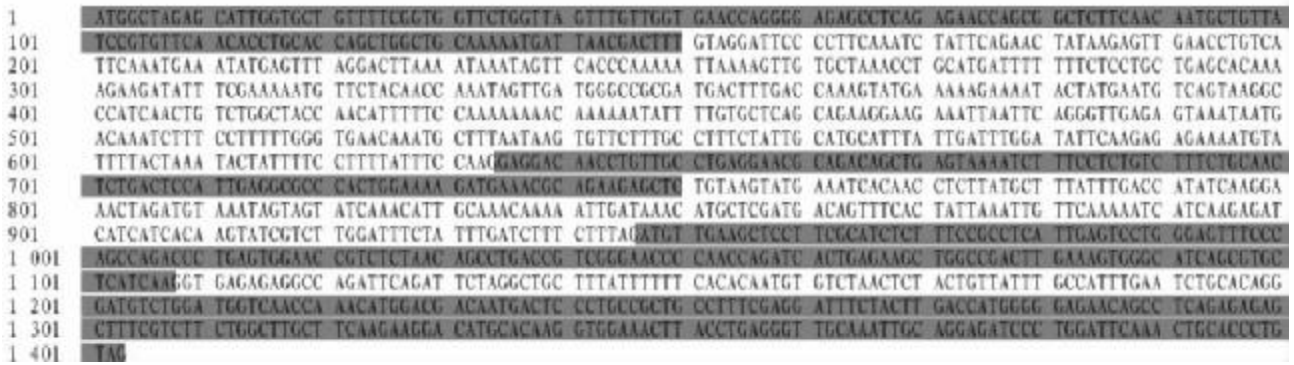 1 ATGGCTAGAG CATTGGTGCT GTTTTCGGTG GTTCTGGTTA GTTTGTTGGT GAACCAGGGG AGAGCCTCAG AGAACCAGCG GCTCTTCAAC AATGCTGTTA
101 TCCGTGTTCA ACACCTGCAC CAGCTGGCTG CAAAAATGAT TAACGACTTT GTAGGATTCC CCTTCAAATC TATTCAGAAC TATAAGAGTT GAACCTGTCA
201 TTCAAATGAA ATATGAGTTT AGGACTTAAA ATAAATAGTT CACCCAAAAA TTAAAAGTTG TGCTAAACCT GCATGATTTT TTTCTCCTGC TGAGCACAAA
301 AGAAGATATT TCGAAAAATG TTCTACAACC AAATAGTTGA TGGGCCGCGA TGACTTTGAC CAAAGTATGA AAAAGAAAAT ACTATGAATG TCAGTAAGGC
401 CCATCAACTG TCTGGCTACC AACATTTTTC CAAAAAAAAC AAAAAATATT TTGTGCTCAG CAGAAGGAAG AAATTAATTC AGGGTTGAGA GTAAATAATG
501 ACAAATCTTT CCTTTTTGGG TGAACAAATG CTTTAATAAG TGTTCTTTGC CTTTCTATTG CATGCATTTA TTGATTTGGA TATTCAAGAG AGAAAATGTA
601 TTTTACTAAA TACTATTTTC CTTTTATTTC CAAGGAGGAC AACCTGTTGC CTGAGGAACG CAGACAGCTG AGTAAAATCT TTCCTCTGTC TTTCTGCAAC
701 TCTGACTCCA TTGAGGCGCC CACTGGAAAA GATGAAACGC AGAAGAGCTC TGTAAGTATG AAATCACAAC CTCTTATGCT TTATTTGACC ATATCAAGGA
801 AACTAGATGT AAATAGTAGT ATCAAACATT GCAAACAAAA ATTGATAAAC ATGCTCGATG ACAGTTTCAC TATTAAATTG TTCAAAAATC ATCAAGAGAT
901 CATCATCACA AGTATCGTCT TGGATTTCTA TTTGATCTTT CTTTAGATGT TGAAGCTCCT TCGCATCTCT TTCCGCCTCA TTGAGTCCTG GGAGTTTCCC
1 001 AGCCAGACCC TGAGTGGAAC CGTCTCTAAC AGCCTGACCG TCGGGAACCC CAACCAGATC ACTGAGAAGC TGGCCGACTT GAAAGTGGGC ATCAGCGTGC
1 101 TCATCAAGGT GAGAGAGGCC AGATTCAGAT TCTAGGCTGC TTTATTTTTT CACACAATGT GTCTAACTCT ACTGTTATTT GCCATTTGAA TCTGCACAGG
1 201 GATGTCTGGA TGGTCAACCA AACATGGACG ACAATGACTC CCTGCCGCTG CCTTTCGAGG ATTTCTACTT GACCATGGGG GAGAACAGCC TCAGAGAGAG
1 301 CTTTCGTCTT CTGGCTTGCT TCAAGAAGGA CATGCACAAG GTGGAAACTT ACCTGAGGGT TGCAAATTGC AGGAGATCCC TGGATTCAAA CTGCACCCTG
1 401 TAG